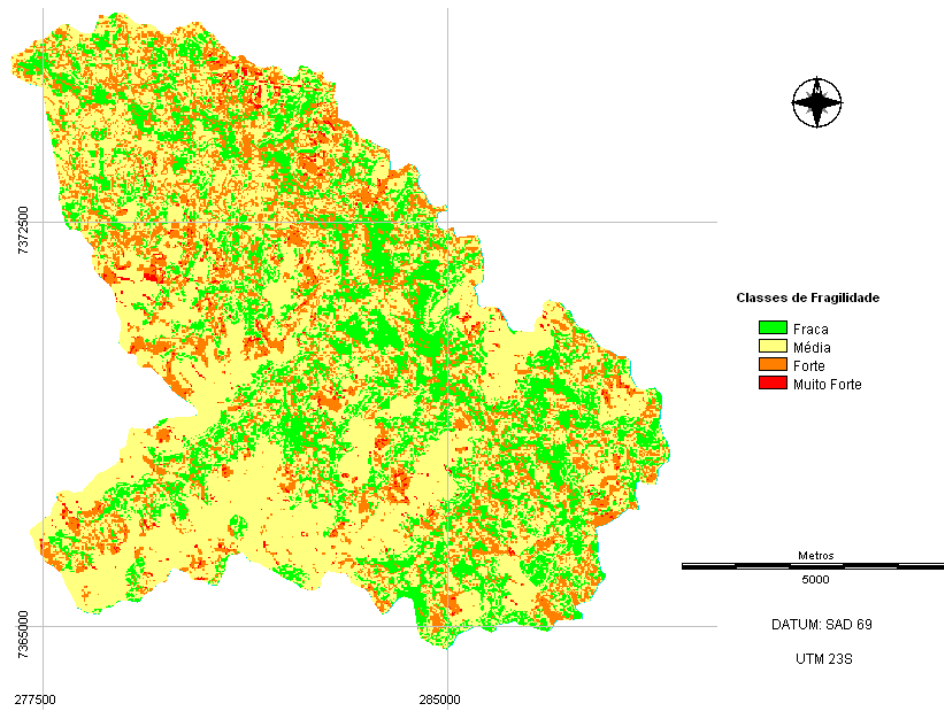 7372500
Classes de Fragilidade
Fraca
Média
Forte
Muito Forte
Metros
5000
7365000
DATUM: SAD 69
UTM 23S
277500
285000